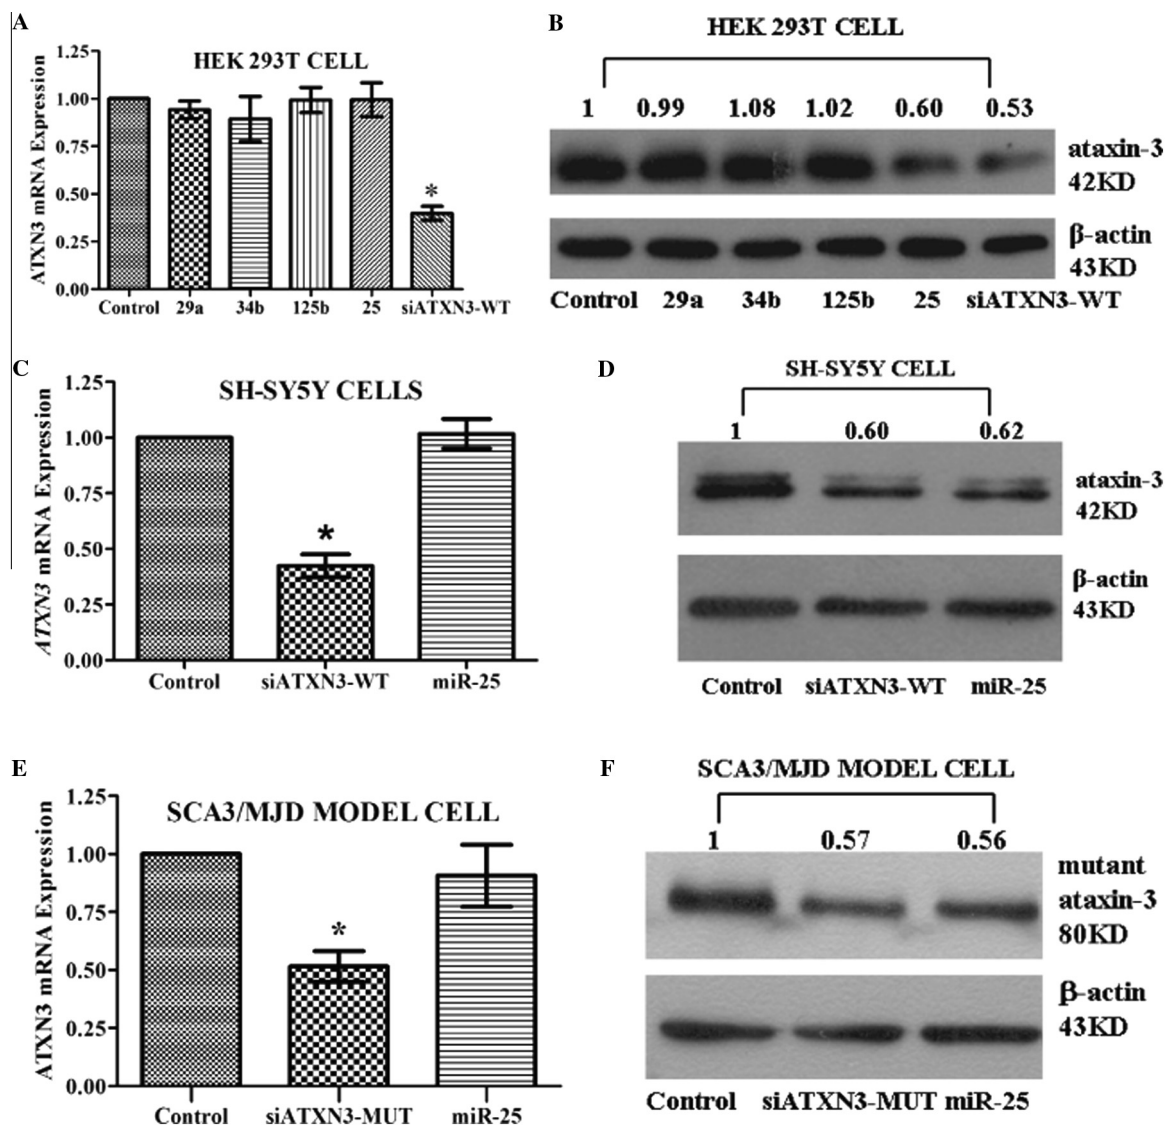 A
HEK 293T CELL
ATXN3 mRNA Expression
1.25
1.00
0.75
0.50
0.25
0.00
*
Control 29a 34b 125b 25 siATXN3-WT
B
HEK 293T CELL
1 0.99 1.08 1.02 0.60 0.53
ataxin-3
42KD
β-actin
43KD
Control 29a 34b 125b 25 siATXN3-WT
C
SH-SY5Y CELLS
ATXN3 mRNA Expression
1.25
1.00
0.75
0.50
0.25
0.00
*
Control siATXN3-WT miR-25
D
SH-SY5Y CELL
1 0.60 0.62
ataxin-3
42KD
β-actin
43KD
Control siATXN3-WT miR-25
E
SCA3/MJD MODEL CELL
ATXN3 mRNA Expression
1.25
1.00
0.75
0.50
0.25
0.00
*
Control siATXN3-MUT miR-25
F
SCA3/MJD MODEL CELL
1 0.57 0.56
mutant
ataxin-3
80KD
β-actin
43KD
Control siATXN3-MUT miR-25